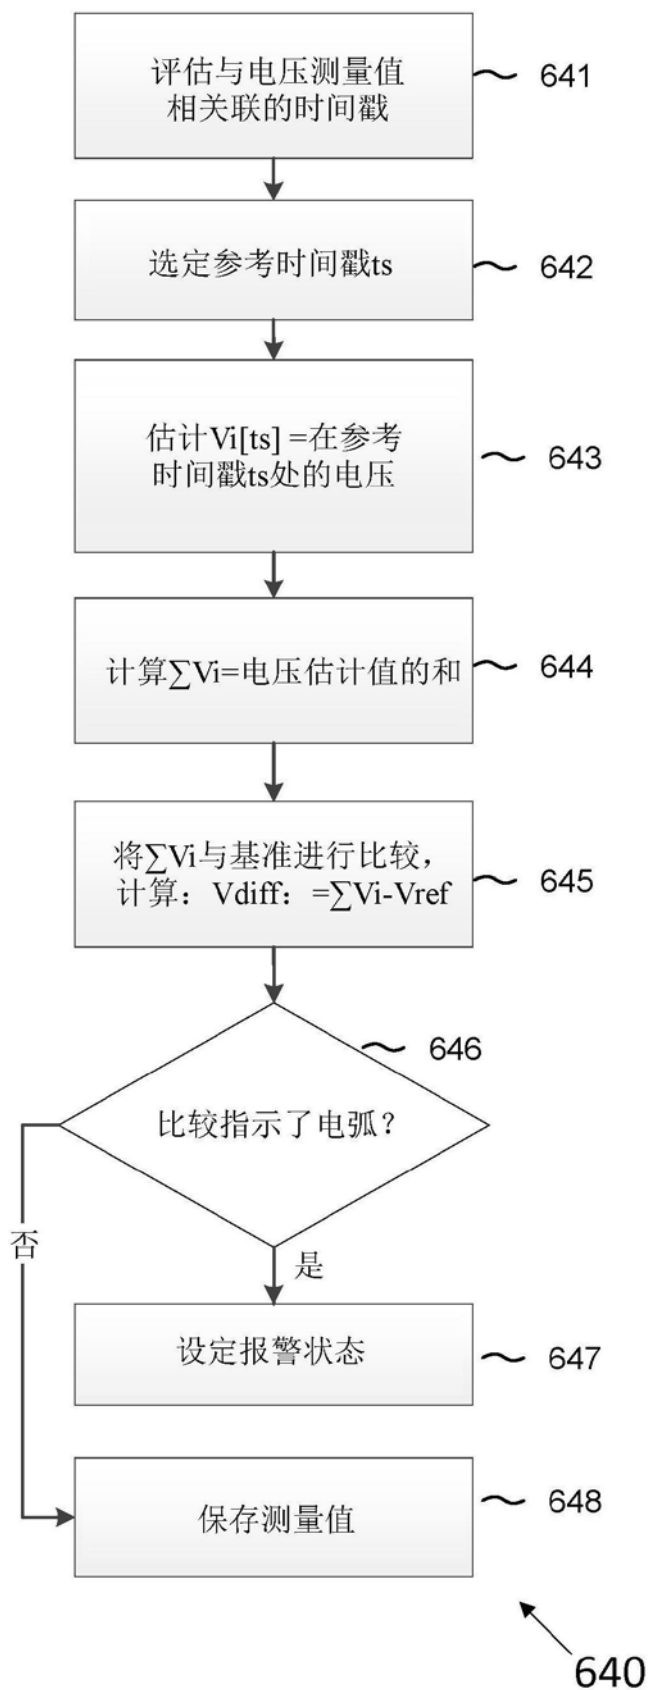 评估与电压测量值
相关联的时间戳
641
选定参考时间戳ts
642
估计Vi[ts] =在参考
时间戳ts处的电压
643
计算∑Vi=电压估计值的和
644
将∑Vi与基准进行比较，
计算：Vdiff：=∑Vi-Vref
645
646
比较指示了电弧？
否
是
设定报警状态
647
保存测量值
648
640